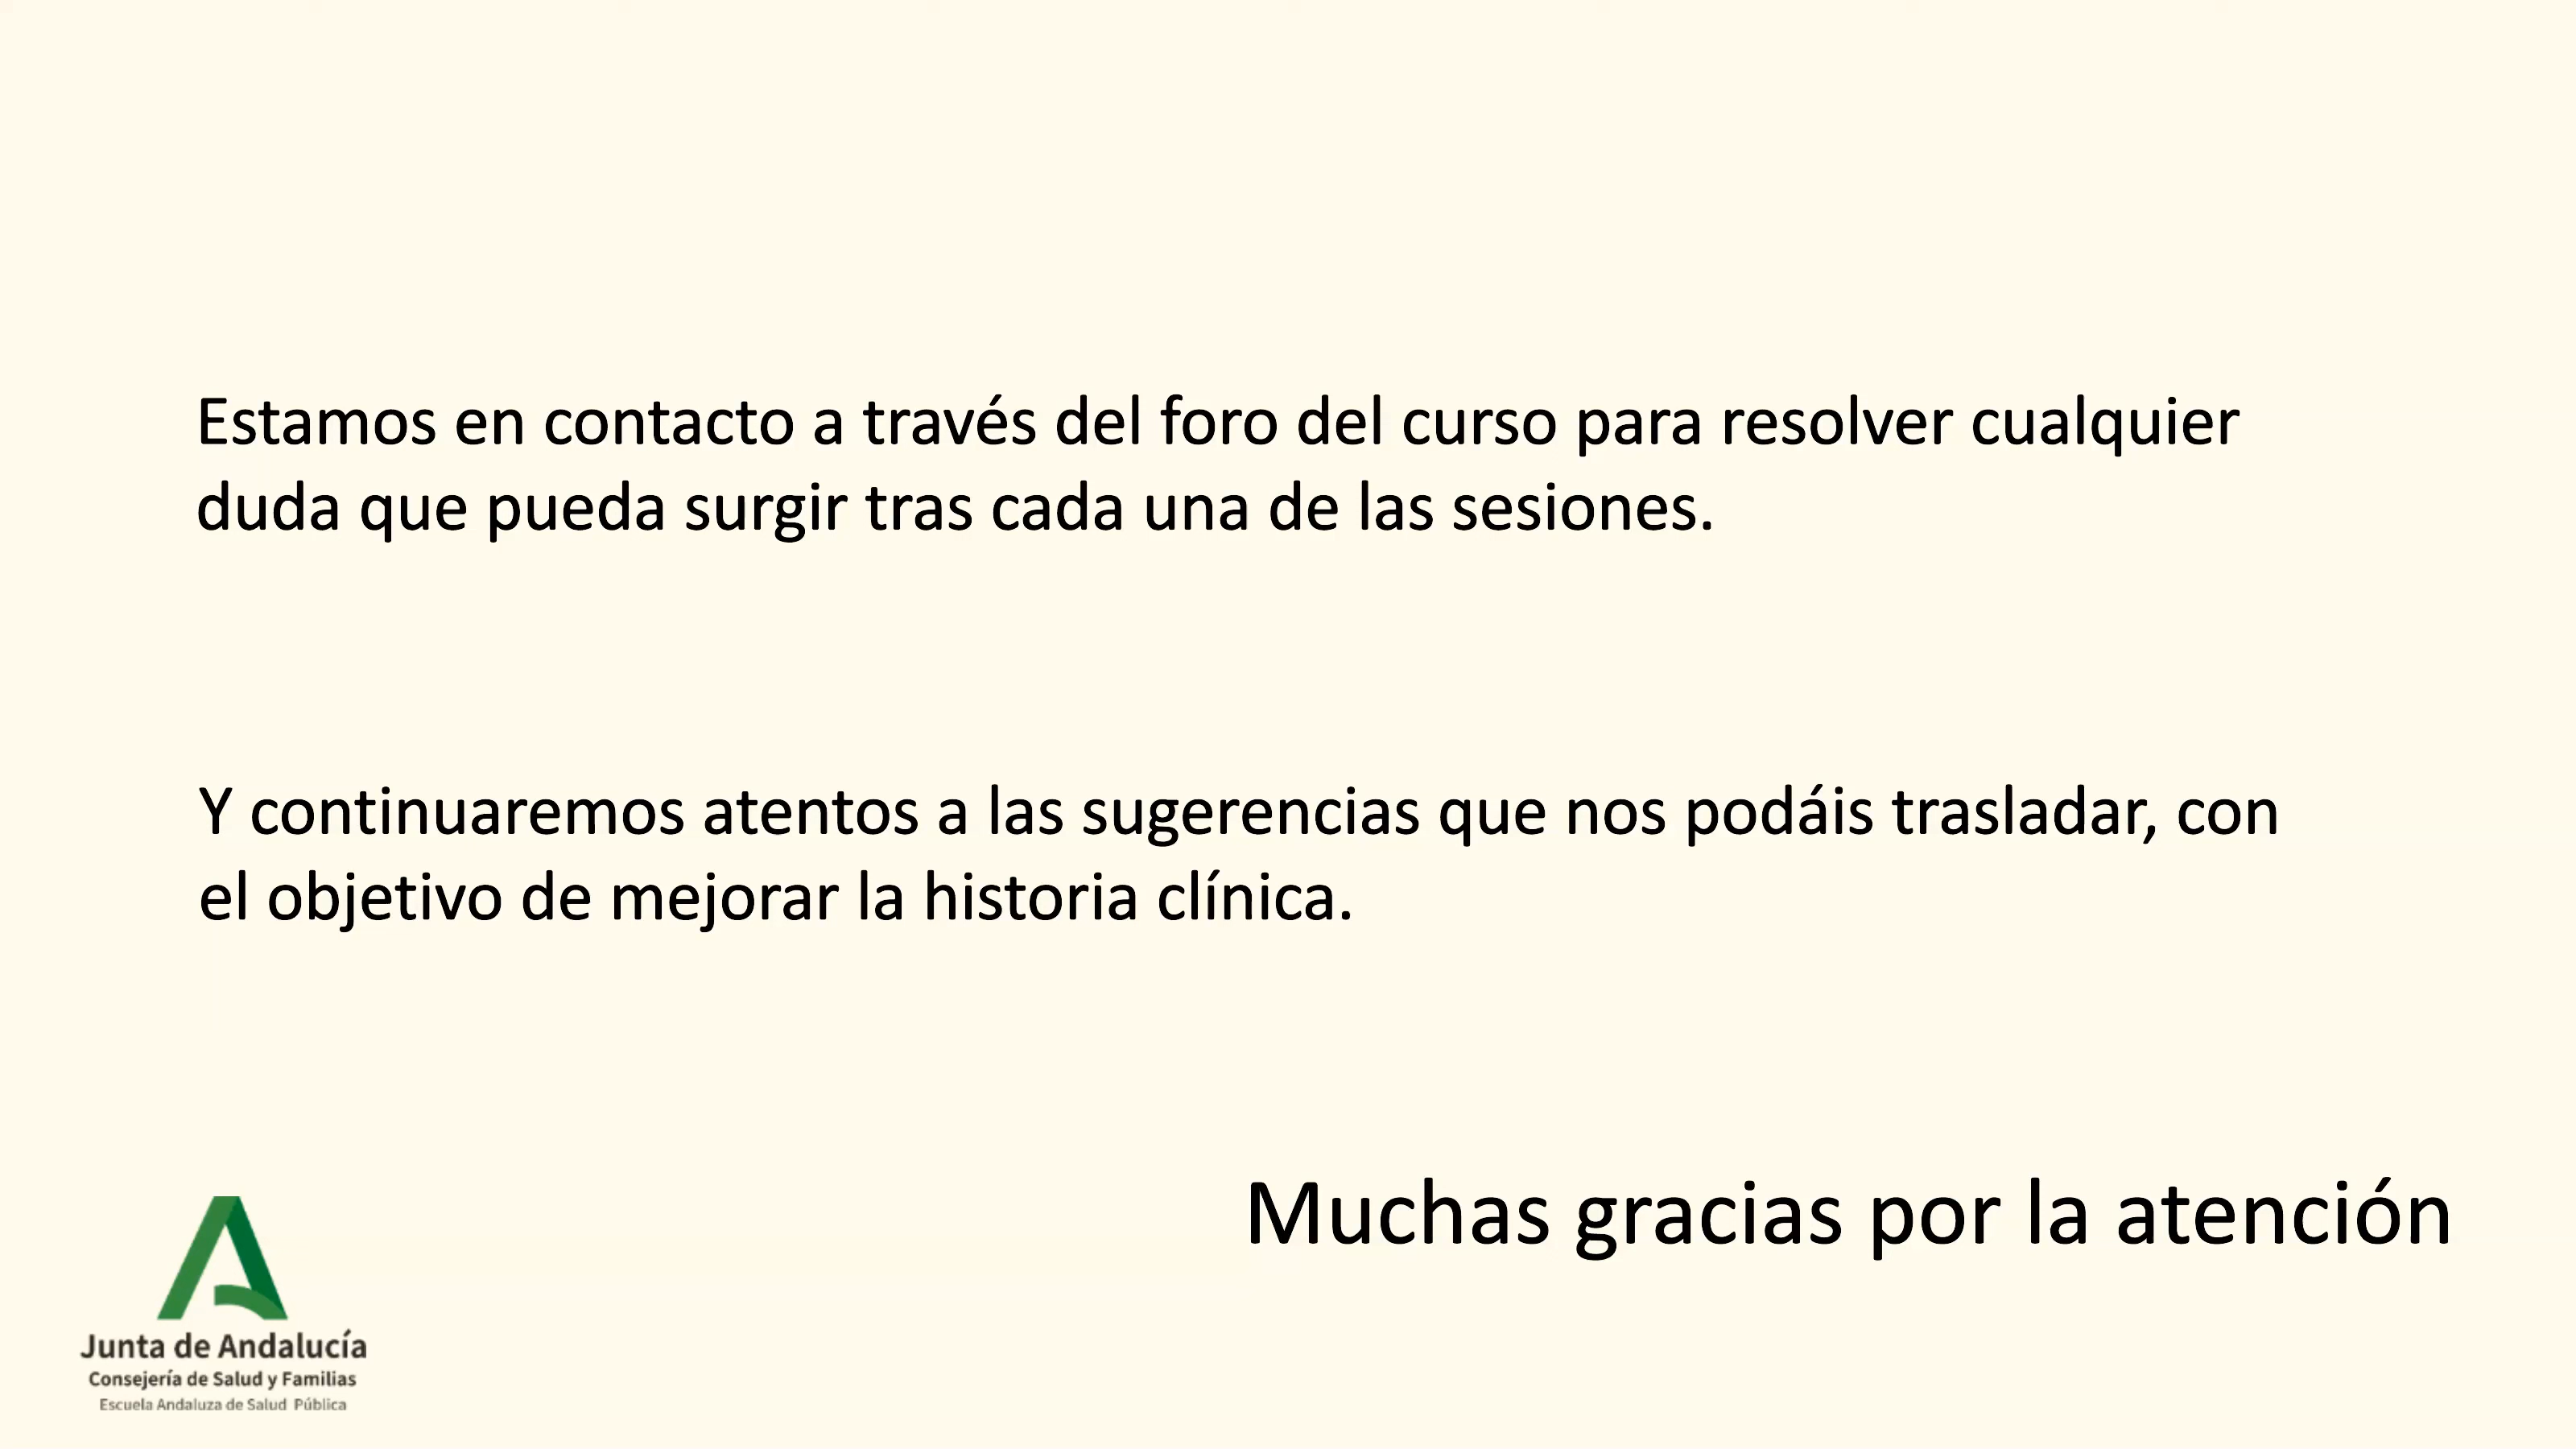 Estamos en contacto a través del foro del curso para resolver cualquier
duda que pueda surgir tras cada una de las sesiones.
Y continuaremos atentos a las sugerencias que nos podáis trasladar, con
el objetivo de mejorar la historia clínica.
Muchas gracias por la atención
Junta de Andalucía
Consejería de Salud y Familias
Escuela Andaluza de Salud Pública